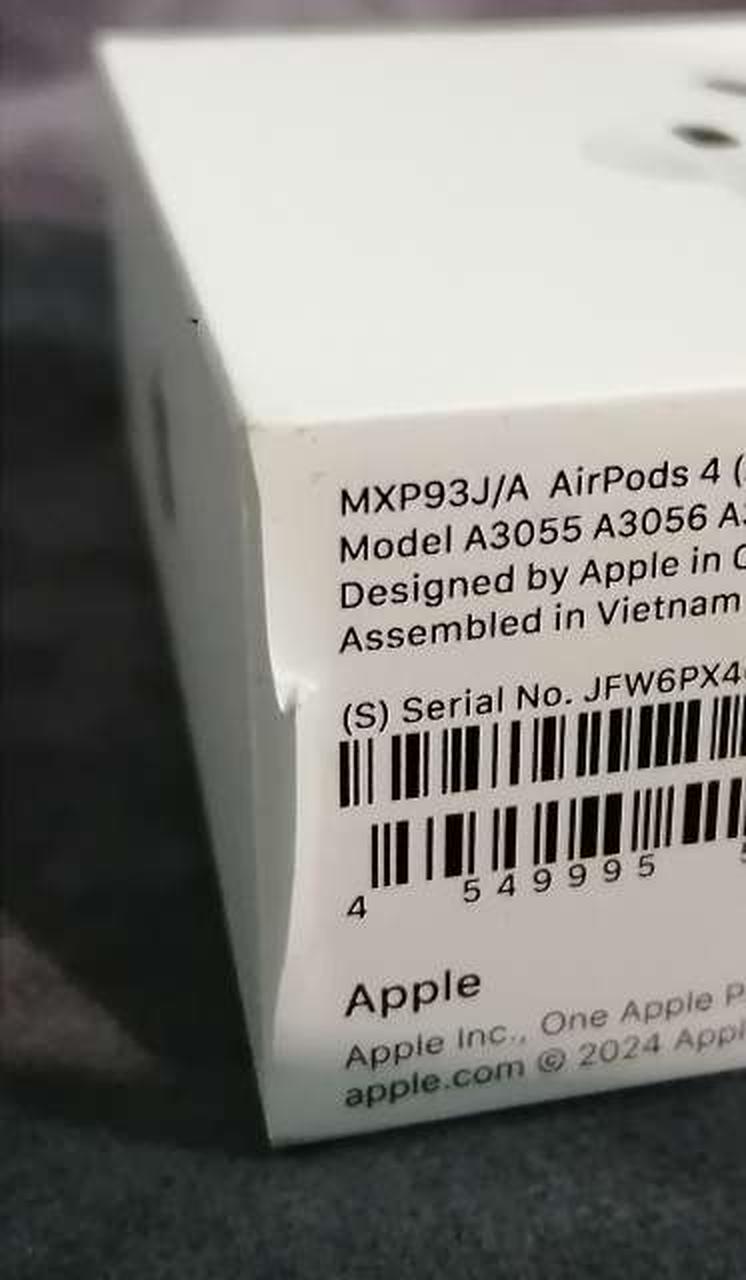 MXP93J/A AirPods 4 (
Model A3055 A3056
Designed by Apple in
Assembled in Vietnam
(S) Serial No. JFW6PX4
4 549995
Apple
Apple Inc., One Apple P
apple.com © 2024 Appl